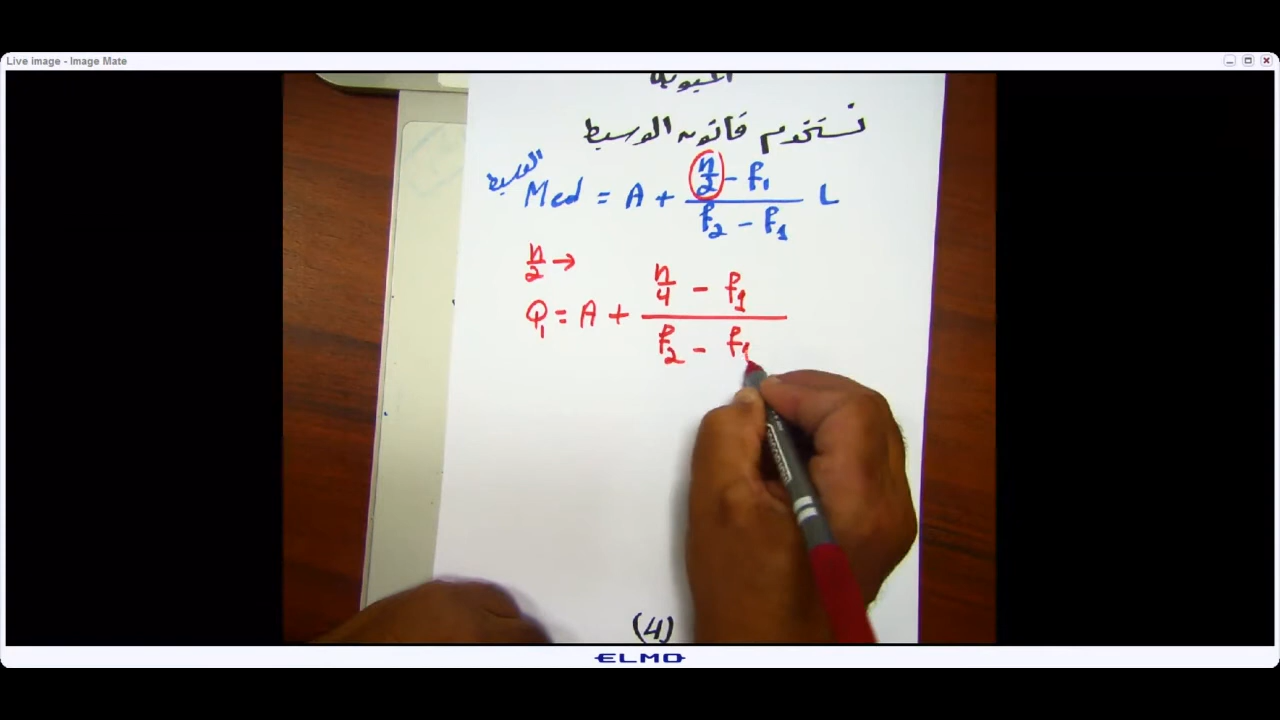 Live image - Image Mate
نستخدم قانون الوسيط
الوسيط
Med = A + (n/2 - f₁)/(f₂ - f₁) L
n/2 →
Q₁ = A + (n/4 - f₁)/(f₂ - f₁)
(4)
ELMO